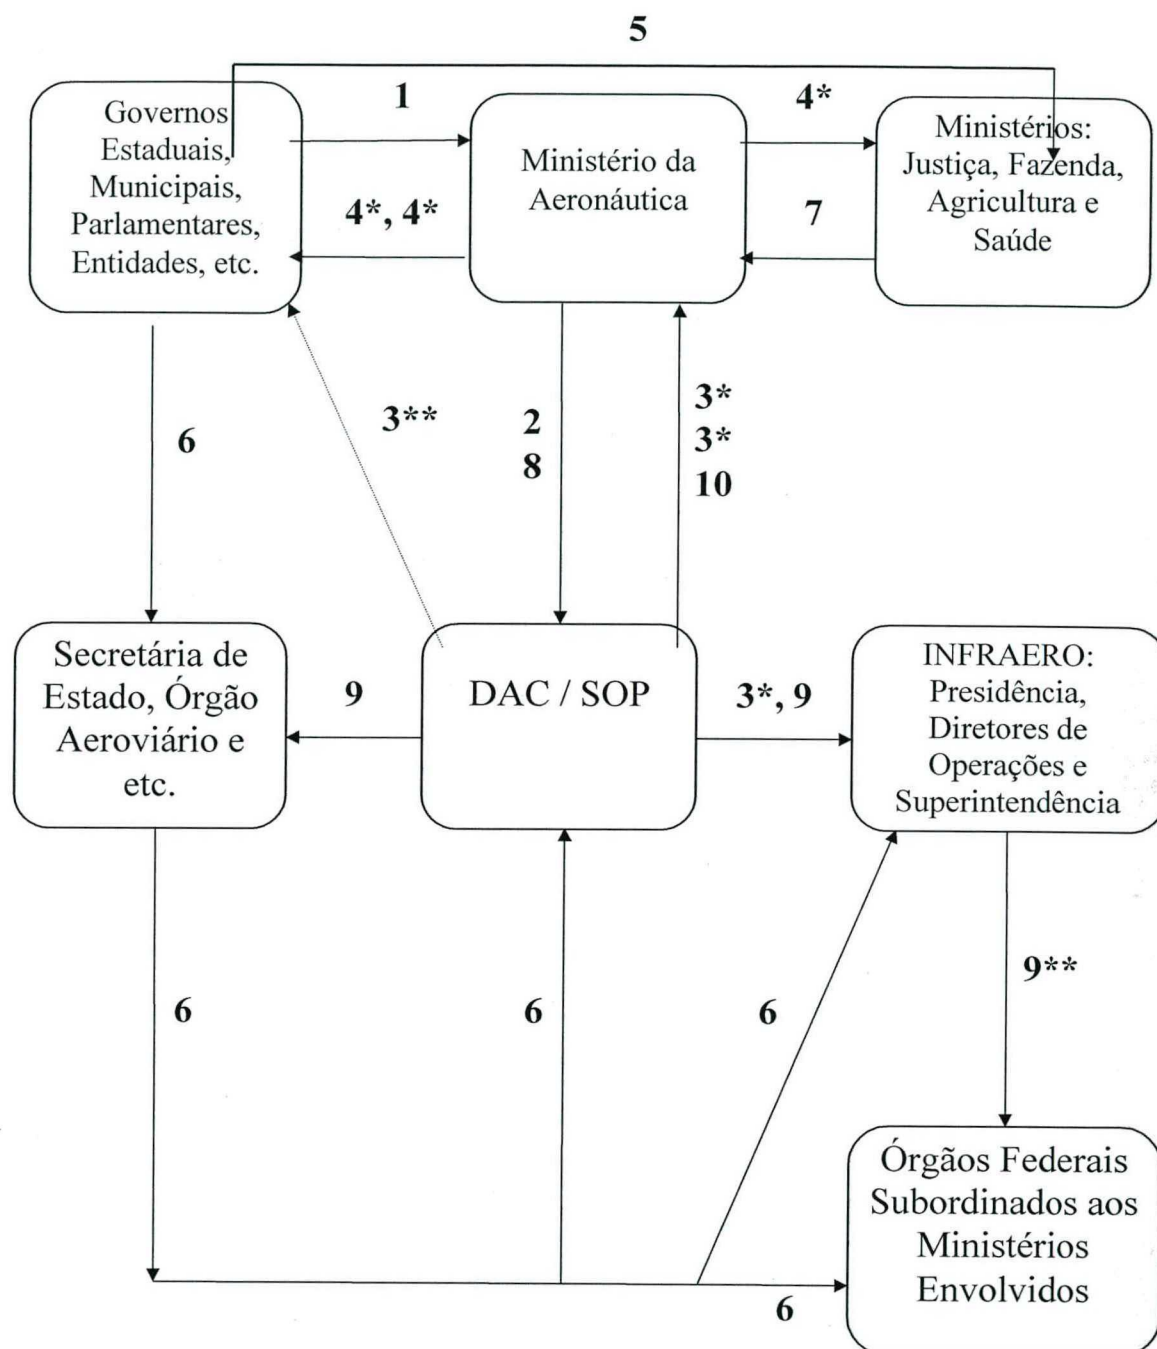 5
Governos
Estaduais,
Municipais,
Parlamentares,
Entidades, etc.
1
4*, 4*
Ministério da
Aeronáutica
4*
7
Ministérios:
Justiça, Fazenda,
Agricultura e
Saúde
6
3**
2
8
3*
3*
10
Secretária de
Estado, Órgão
Aeroviário e
etc.
9
DAC / SOP
3*, 9
INFRAERO:
Presidência,
Diretores de
Operações e
Superintendência
6
6
6
9**
Órgãos Federais
Subordinados aos
Ministérios
Envolvidos
6